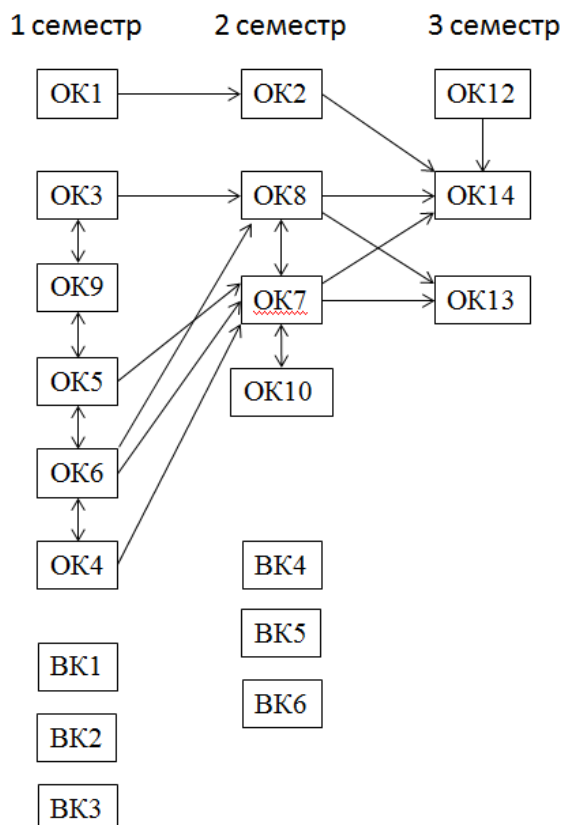 1 семестр 2 семестр 3 семестр
ОК1 ОК2 ОК12
ОК3 ОК8 ОК14
ОК9 ОК7 ОК13
ОК5 ОК10
ОК6
ОК4 ВК4
ВК5
ВК1
ВК6
ВК2
ВК3